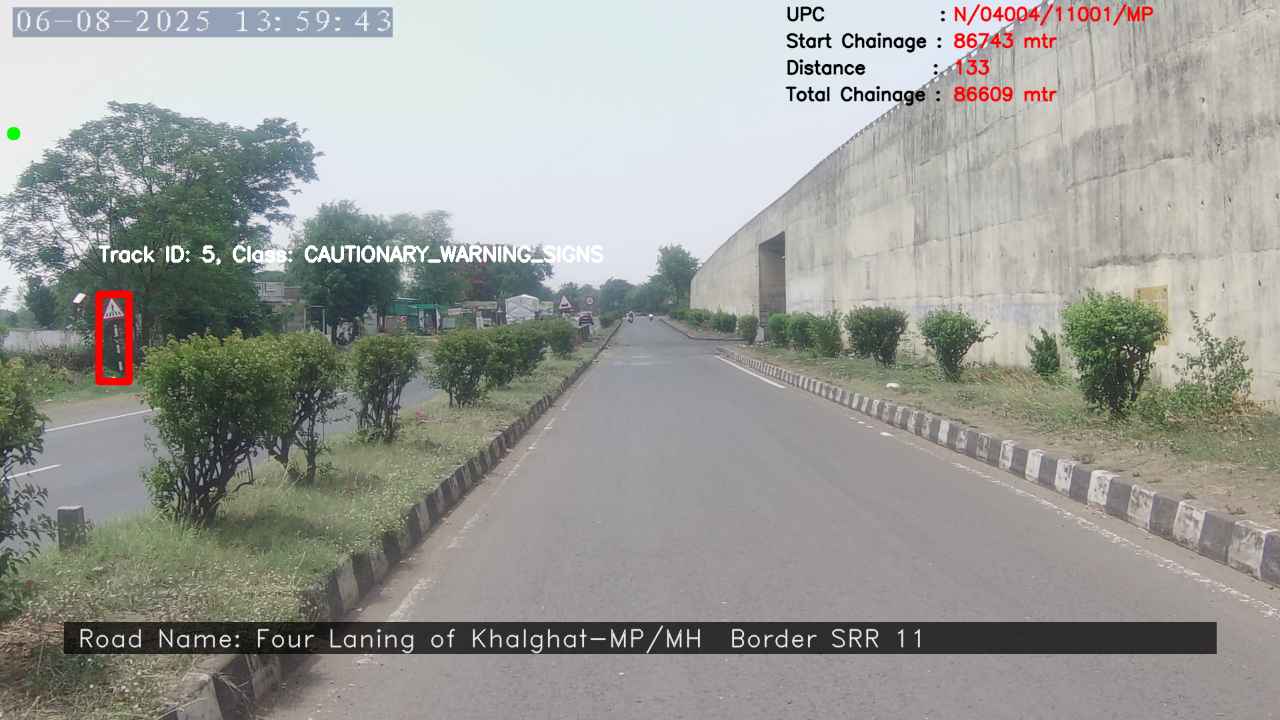 06-08-2025 13:59:43
UPC : N/04004/11001/MP
Start Chainage : 86743 mtr
Distance : 133
Total Chainage : 86609 mtr
Track ID: 5, Class: CAUTIONARY_WARNING_SIGNS
Road Name: Four Laning of Khalghat-MP/MH Border SRR 11